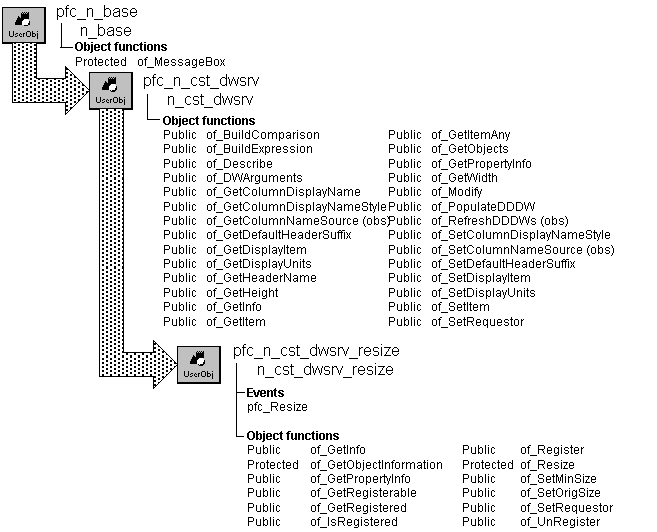 pfc_n_base
n_base
UserObj
Object functions
Protected of_MessageBox
pfc_n_cst_dwsrv
n_cst_dwsrv
UserObj
Object functions
Public of_BuildComparison Public of_GetItemAny
Public of_BuildExpression Public of_GetObjects
Public of_Describe Public of_GetPropertyInfo
Public of_DWArguments Public of_GetWidth
Public of_GetColumnDisplayName Public of_Modify
Public of_GetColumnDisplayNameStyle Public of_PopulateDDDW
Public of_GetColumnNameSource (obs) Public of_RefreshDDDWs (obs)
Public of_GetDefaultHeaderSuffix Public of_SetColumnDisplayNameStyle
Public of_GetDisplayItem Public of_SetColumnNameSource (obs)
Public of_GetDisplayUnits Public of_SetDefaultHeaderSuffix
Public of_GetHeaderName Public of_SetDisplayItem
Public of_GetHeight Public of_SetDisplayUnits
Public of_GetInfo Public of_SetItem
Public of_GetItem Public of_SetRequestor
pfc_n_cst_dwsrv_resize
n_cst_dwsrv_resize
UserObj
Events
pfc_Resize
Object functions
Public of_GetInfo Public of_Register
Protected of_GetObjectInformation Protected of_Resize
Public of_GetPropertyInfo Public of_SetMinSize
Public of_GetRegisterable Public of_SetOrigSize
Public of_GetRegistered Public of_SetRequestor
Public of_IsRegistered Public of_UnRegister